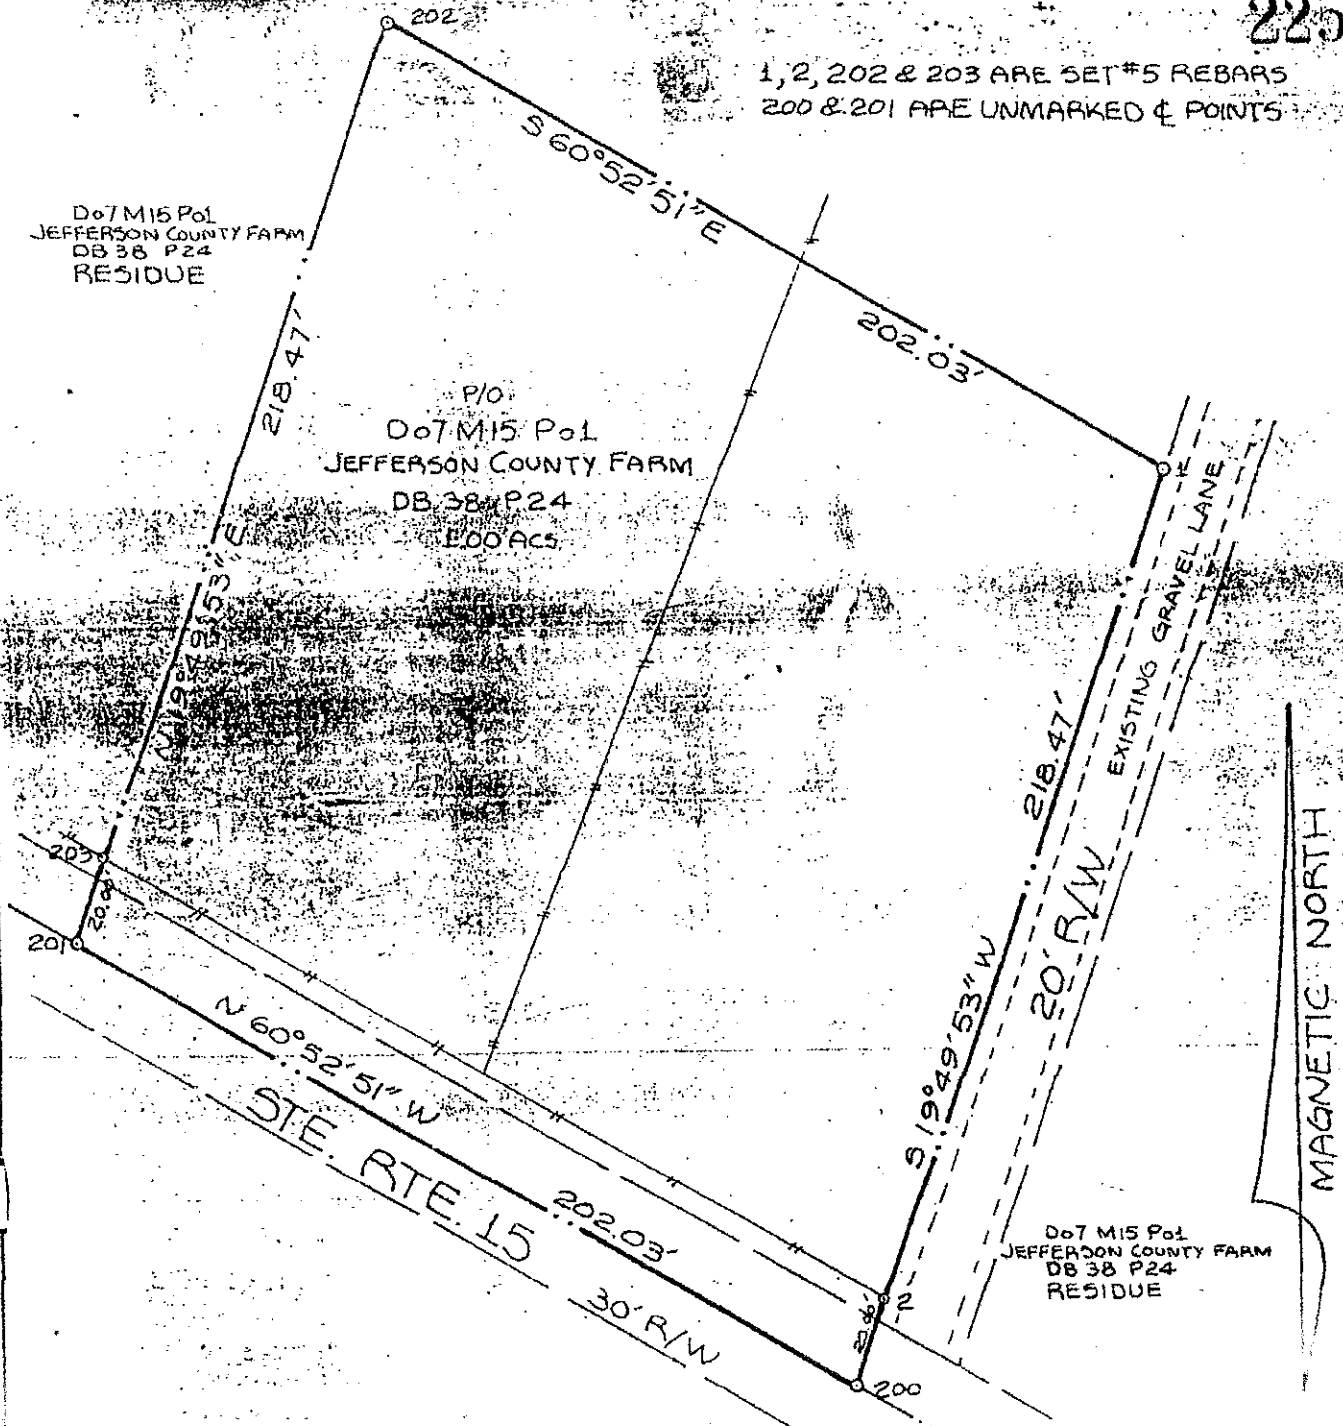 225
202
1, 2, 202 & 203 ARE SET #5 REBARS
200 & 201 ARE UNMARKED ℄ POINTS
S 60°52'51" E
202.03'
D07 M15 P01
JEFFERSON COUNTY FARM
DB 38 P24
RESIDUE
218.47'
P/O
D07 M15 P01
JEFFERSON COUNTY FARM
DB 38 P24
1.00 ACS
1
EXISTING GRAVEL LANE
218.47'
20' R/W
S 19°49'53" W
203
201
N 60°52'51" W
202.03'
STE. RTE. 15
30' R/W
2
200
D07 M15 P01
JEFFERSON COUNTY FARM
DB 38 P24
RESIDUE
MAGNETIC NORTH